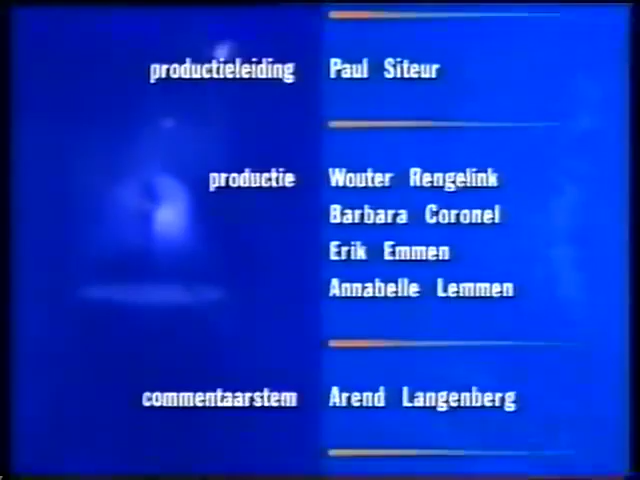 productieleiding Paul Siteur
productie Wouter Rengelink
Barbara Coronel
Erik Emmen
Annabelle Lemmen
commentaarstem Arend Langenberg